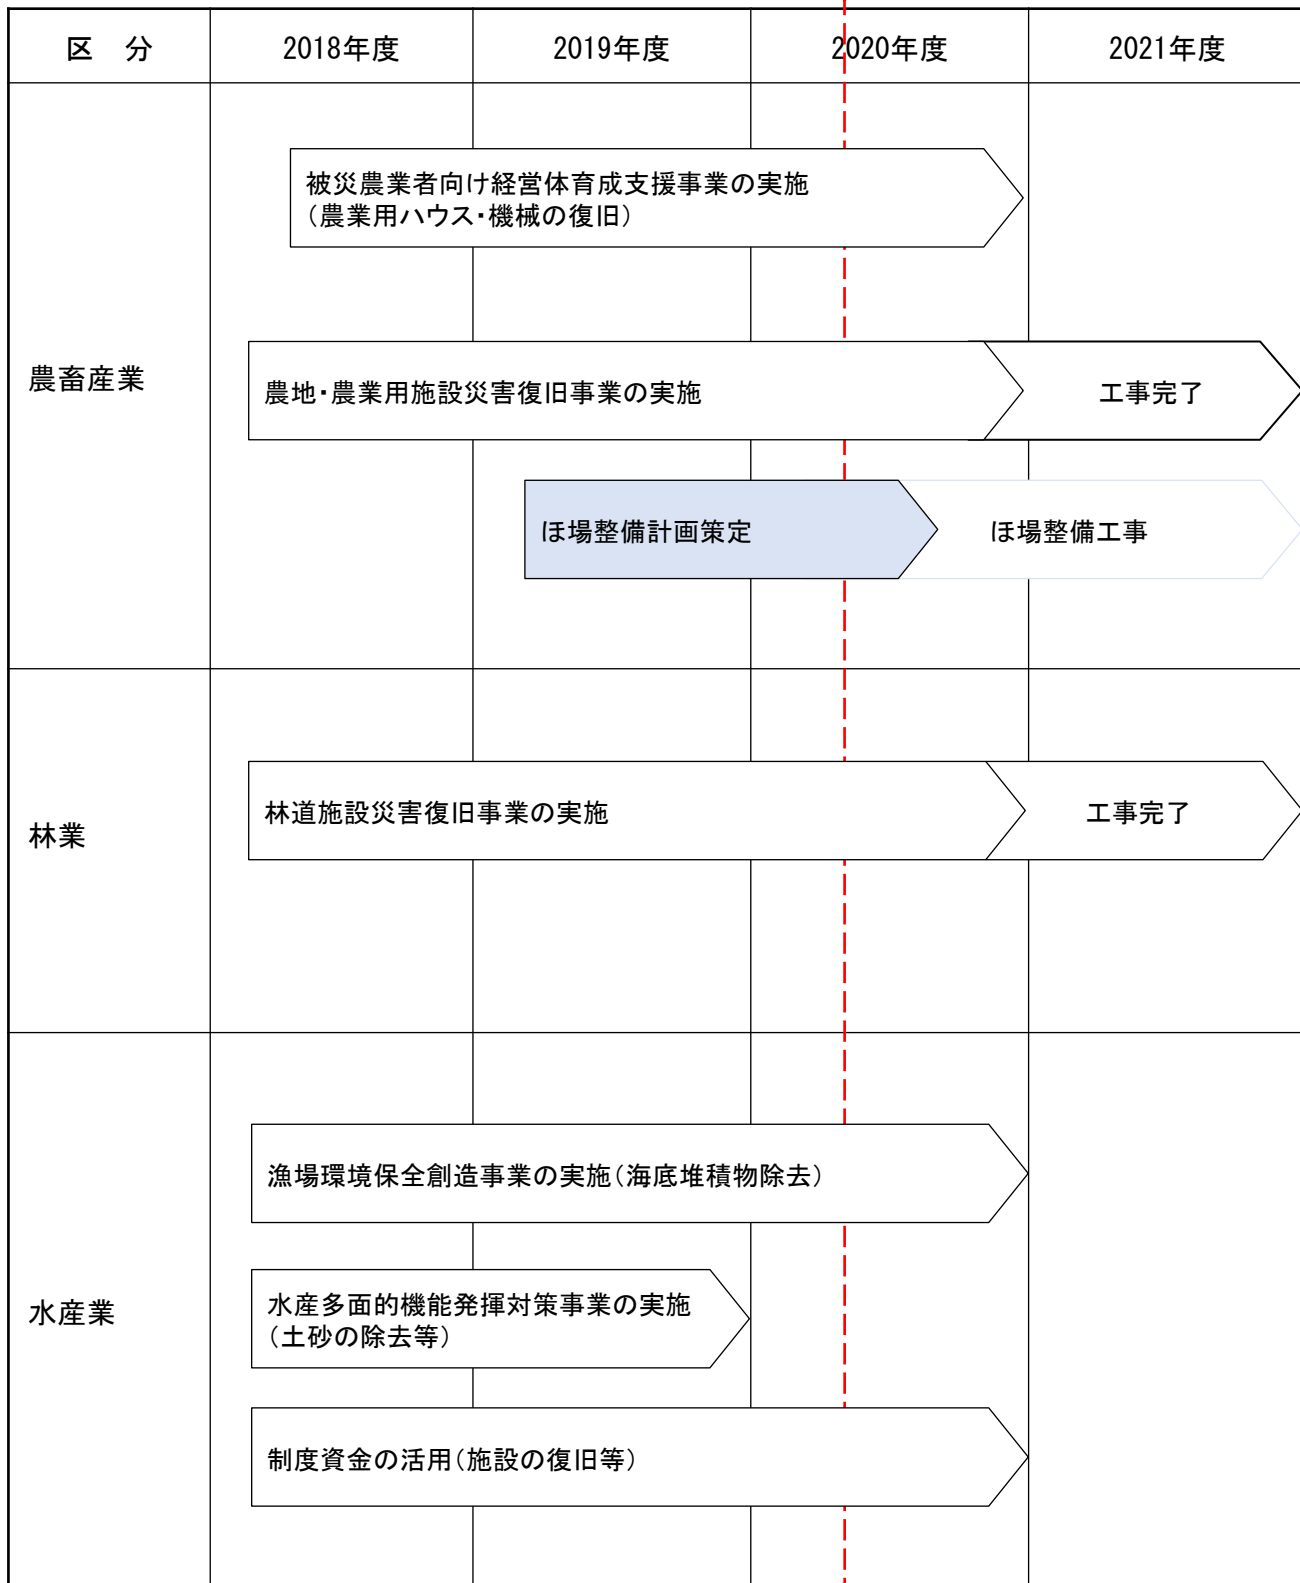 区　分
2018年度
2019年度
2020年度
2021年度
農畜産業
被災農業者向け経営体育成支援事業の実施
（農業用ハウス・機械の復旧）
農地・農業用施設災害復旧事業の実施
工事完了
ほ場整備計画策定
ほ場整備工事
林業
林道施設災害復旧事業の実施
工事完了
水産業
漁場環境保全創造事業の実施（海底堆積物除去）
水産多面的機能発揮対策事業の実施
（土砂の除去等）
制度資金の活用（施設の復旧等）